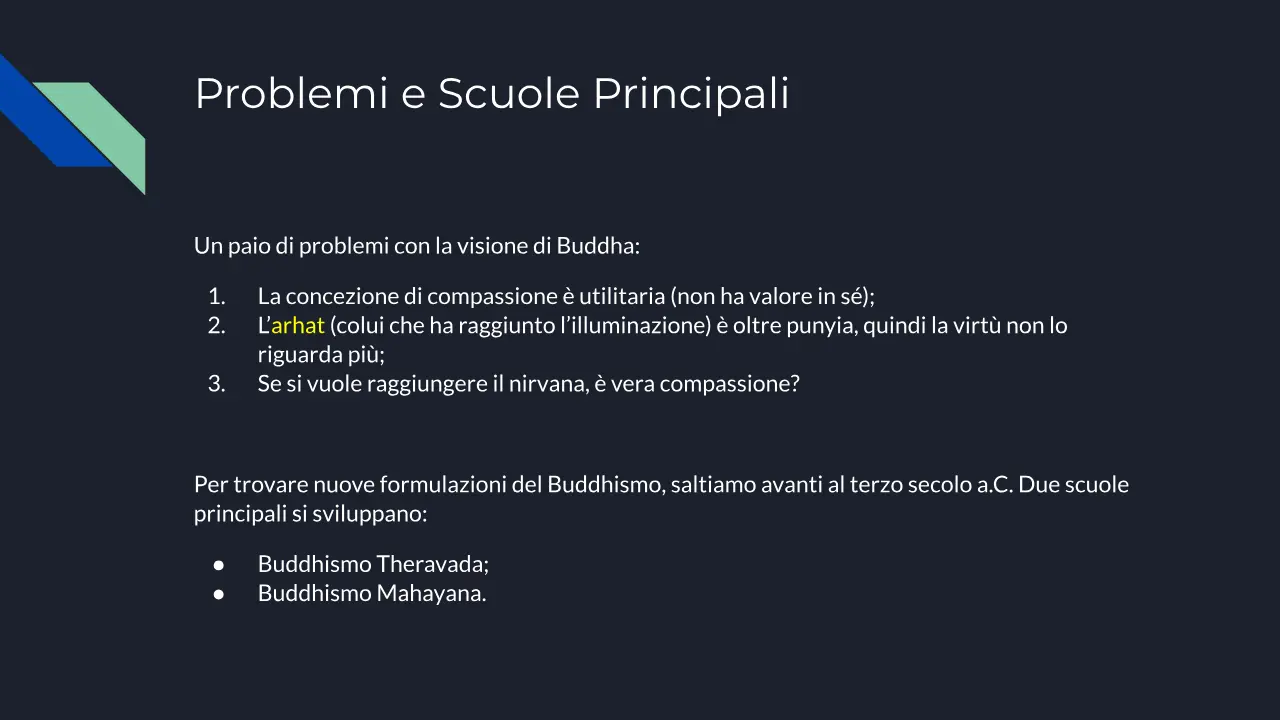 Problemi e Scuole Principali
Un paio di problemi con la visione di Buddha:
1. La concezione di compassione è utilitaria (non ha valore in sé);
2. L’arhat (colui che ha raggiunto l’illuminazione) è oltre punyia, quindi la virtù non lo
riguarda più;
3. Se si vuole raggiungere il nirvana, è vera compassione?
Per trovare nuove formulazioni del Buddhismo, saltiamo avanti al terzo secolo a.C. Due scuole
principali si sviluppano:
● Buddhismo Theravada;
● Buddhismo Mahayana.